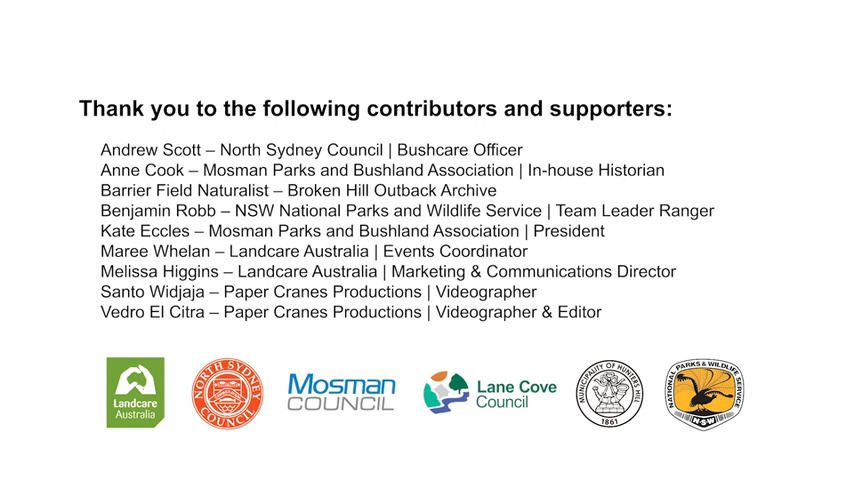 Thank you to the following contributors and supporters:
Andrew Scott – North Sydney Council | Bushcare Officer
Anne Cook – Mosman Parks and Bushland Association | In-house Historian
Barrier Field Naturalist – Broken Hill Outback Archive
Benjamin Robb – NSW National Parks and Wildlife Service | Team Leader Ranger
Kate Eccles – Mosman Parks and Bushland Association | President
Maree Whelan – Landcare Australia | Events Coordinator
Melissa Higgins – Landcare Australia | Marketing & Communications Director
Santo Widjaja – Paper Cranes Productions | Videographer
Vedro El Citra – Paper Cranes Productions | Videographer & Editor
Landcare
Australia
NORTH SYDNEY
COUNCIL
Mosman
COUNCIL
Lane Cove
Council
MUNICIPALITY OF HUNTERS HILL
1861
NATIONAL PARKS & WILDLIFE SERVICE
N·S·W